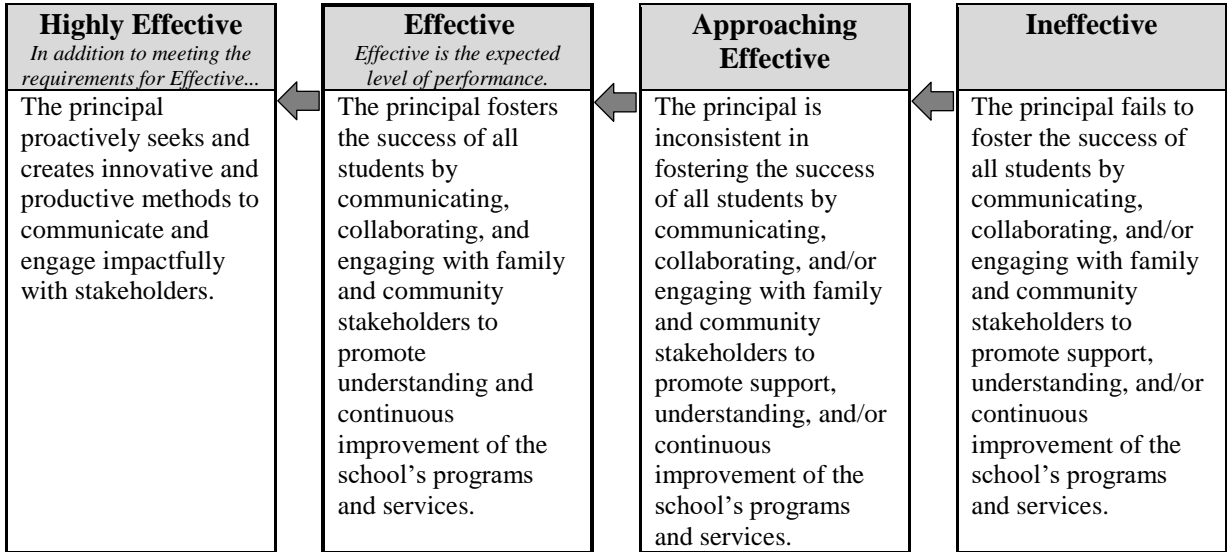 Highly Effective
In addition to meeting the
requirements for Effective...
The principal
proactively seeks and
creates innovative and
productive methods to
communicate and
engage impactfully
with stakeholders.
Effective
Effective is the expected
level of performance.
The principal fosters
the success of all
students by
communicating,
collaborating, and
engaging with family
and community
stakeholders to
promote
understanding and
continuous
improvement of the
school’s programs
and services.
Approaching
Effective
The principal is
inconsistent in
fostering the success
of all students by
communicating,
collaborating, and/or
engaging with family
and community
stakeholders to
promote support,
understanding, and/or
continuous
improvement of the
school’s programs
and services.
Ineffective
The principal fails to
foster the success of
all students by
communicating,
collaborating, and/or
engaging with family
and community
stakeholders to
promote support,
understanding, and/or
continuous
improvement of the
school’s programs
and services.